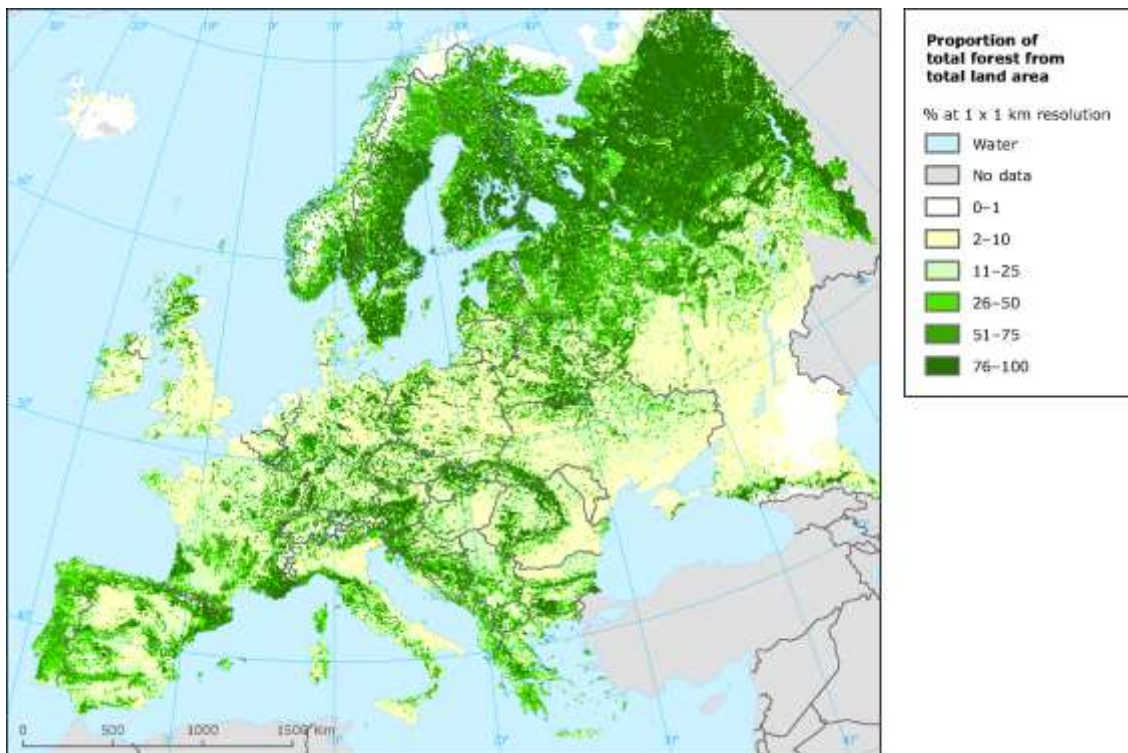 Proportion of
total forest from
total land area
% at 1 x 1 km resolution
Water
No data
0–1
2–10
11–25
26–50
51–75
76–100
0 500 1000 1500 Km